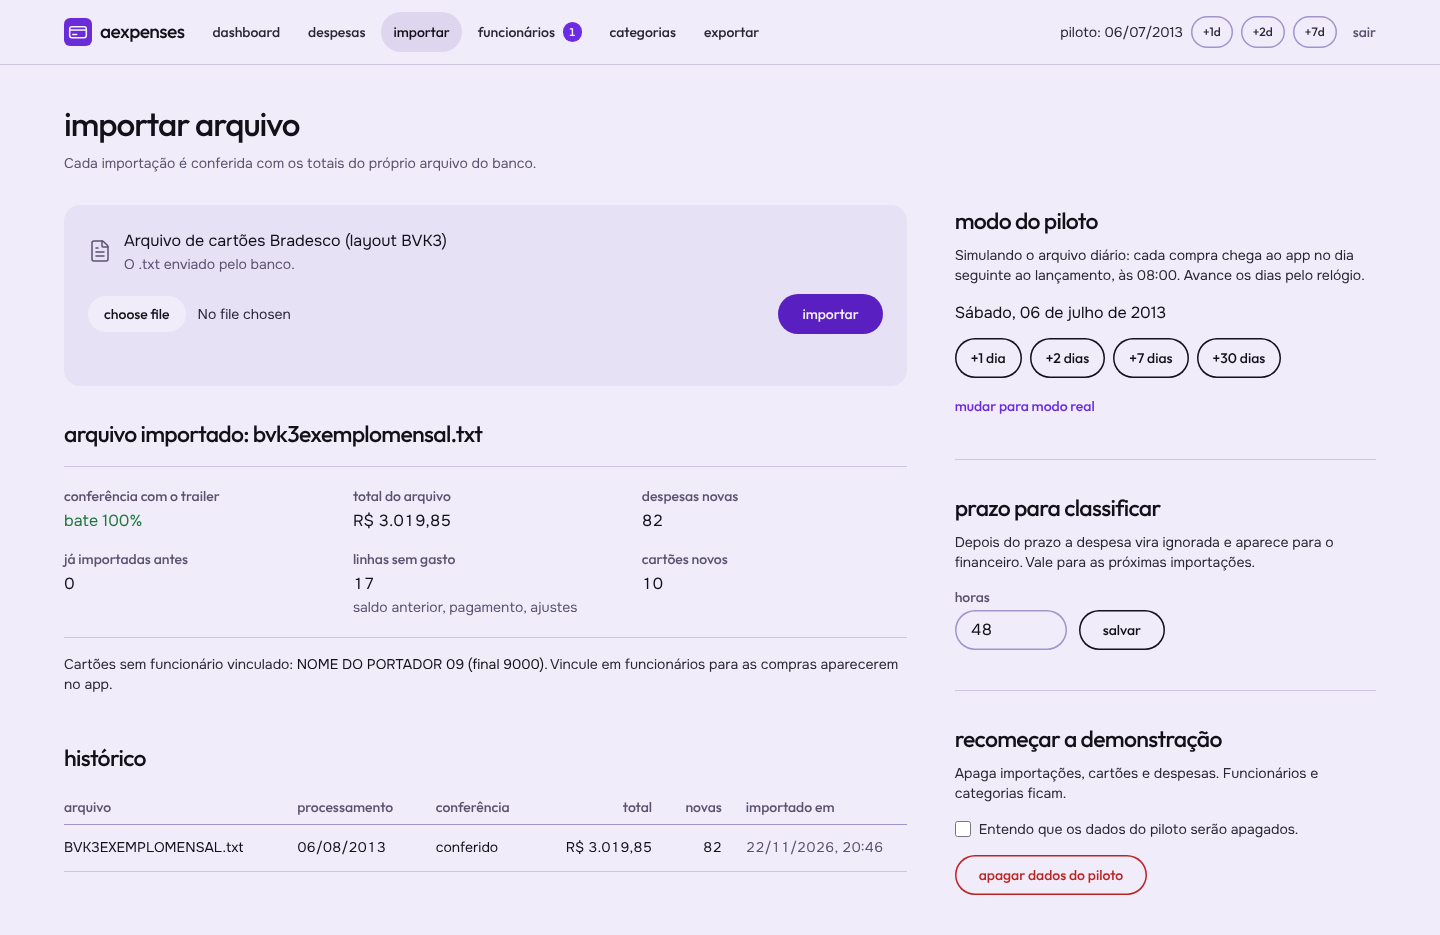 aexpenses
dashboard
despesas
importar
funcionários 1
categorias
exportar
piloto: 06/07/2013
+1d
+2d
+7d
sair
importar arquivo
Cada importação é conferida com os totais do próprio arquivo do banco.
Arquivo de cartões Bradesco (layout BVK3)
O .txt enviado pelo banco.
choose file No file chosen
importar
arquivo importado: bvk3exemplomensal.txt
conferência com o trailer
bate 100%
total do arquivo
R$ 3.019,85
despesas novas
82
já importadas antes
0
linhas sem gasto
17
saldo anterior, pagamento, ajustes
cartões novos
10
Cartões sem funcionário vinculado: NOME DO PORTADOR 09 (final 9000). Vincule em funcionários para as compras aparecerem
no app.
histórico
arquivo processamento conferência total novas importado em
BVK3EXEMPLOMENSAL.txt 06/08/2013 conferido R$ 3.019,85 82 22/11/2026, 20:46
modo do piloto
Simulando o arquivo diário: cada compra chega ao app no dia
seguinte ao lançamento, às 08:00. Avance os dias pelo relógio.
Sábado, 06 de julho de 2013
+1 dia
+2 dias
+7 dias
+30 dias
mudar para modo real
prazo para classificar
Depois do prazo a despesa vira ignorada e aparece para o
financeiro. Vale para as próximas importações.
horas
48
salvar
recomeçar a demonstração
Apaga importações, cartões e despesas. Funcionários e
categorias ficam.
Entendo que os dados do piloto serão apagados.
apagar dados do piloto